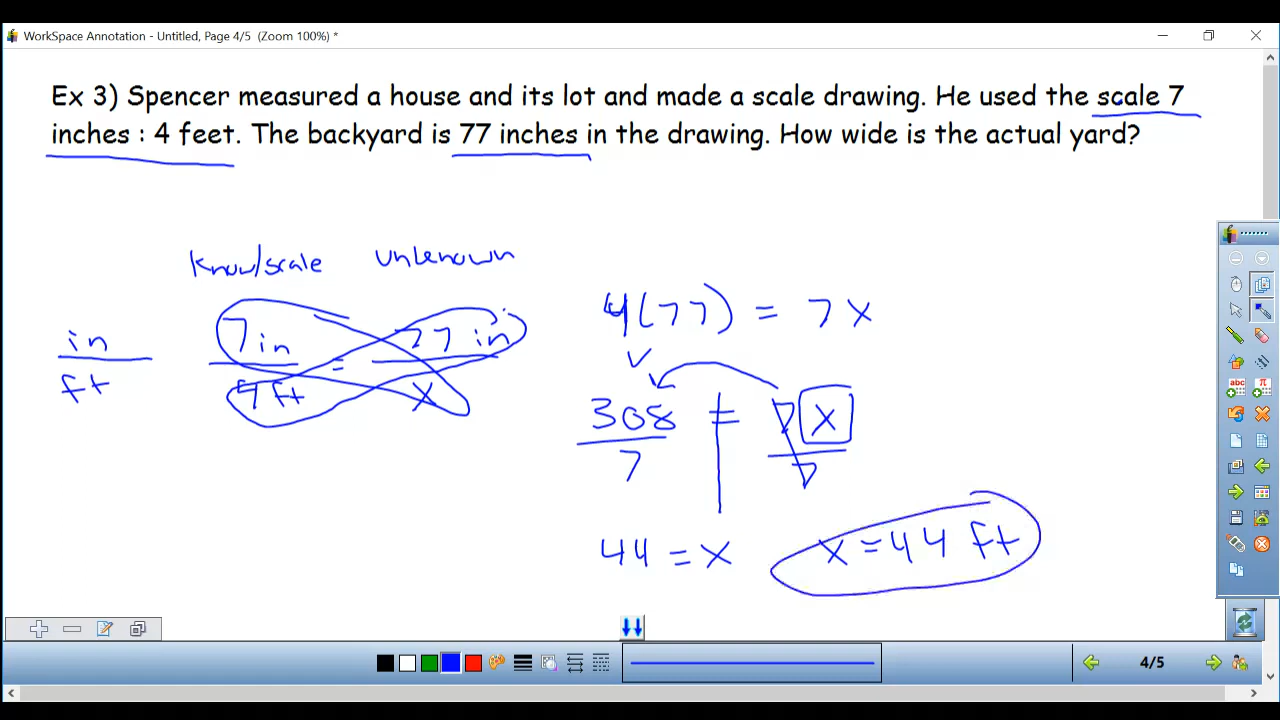 WorkSpace Annotation - Untitled, Page 4/5 (Zoom 100%) *
Ex 3) Spencer measured a house and its lot and made a scale drawing. He used the scale 7
inches : 4 feet. The backyard is 77 inches in the drawing. How wide is the actual yard?
know/scale unknown
in
ft
7 in = 77 in
4 ft x
4(77) = 7x
308 = 7x
7 7
44 = x
x = 44 ft
abc
π
4/5